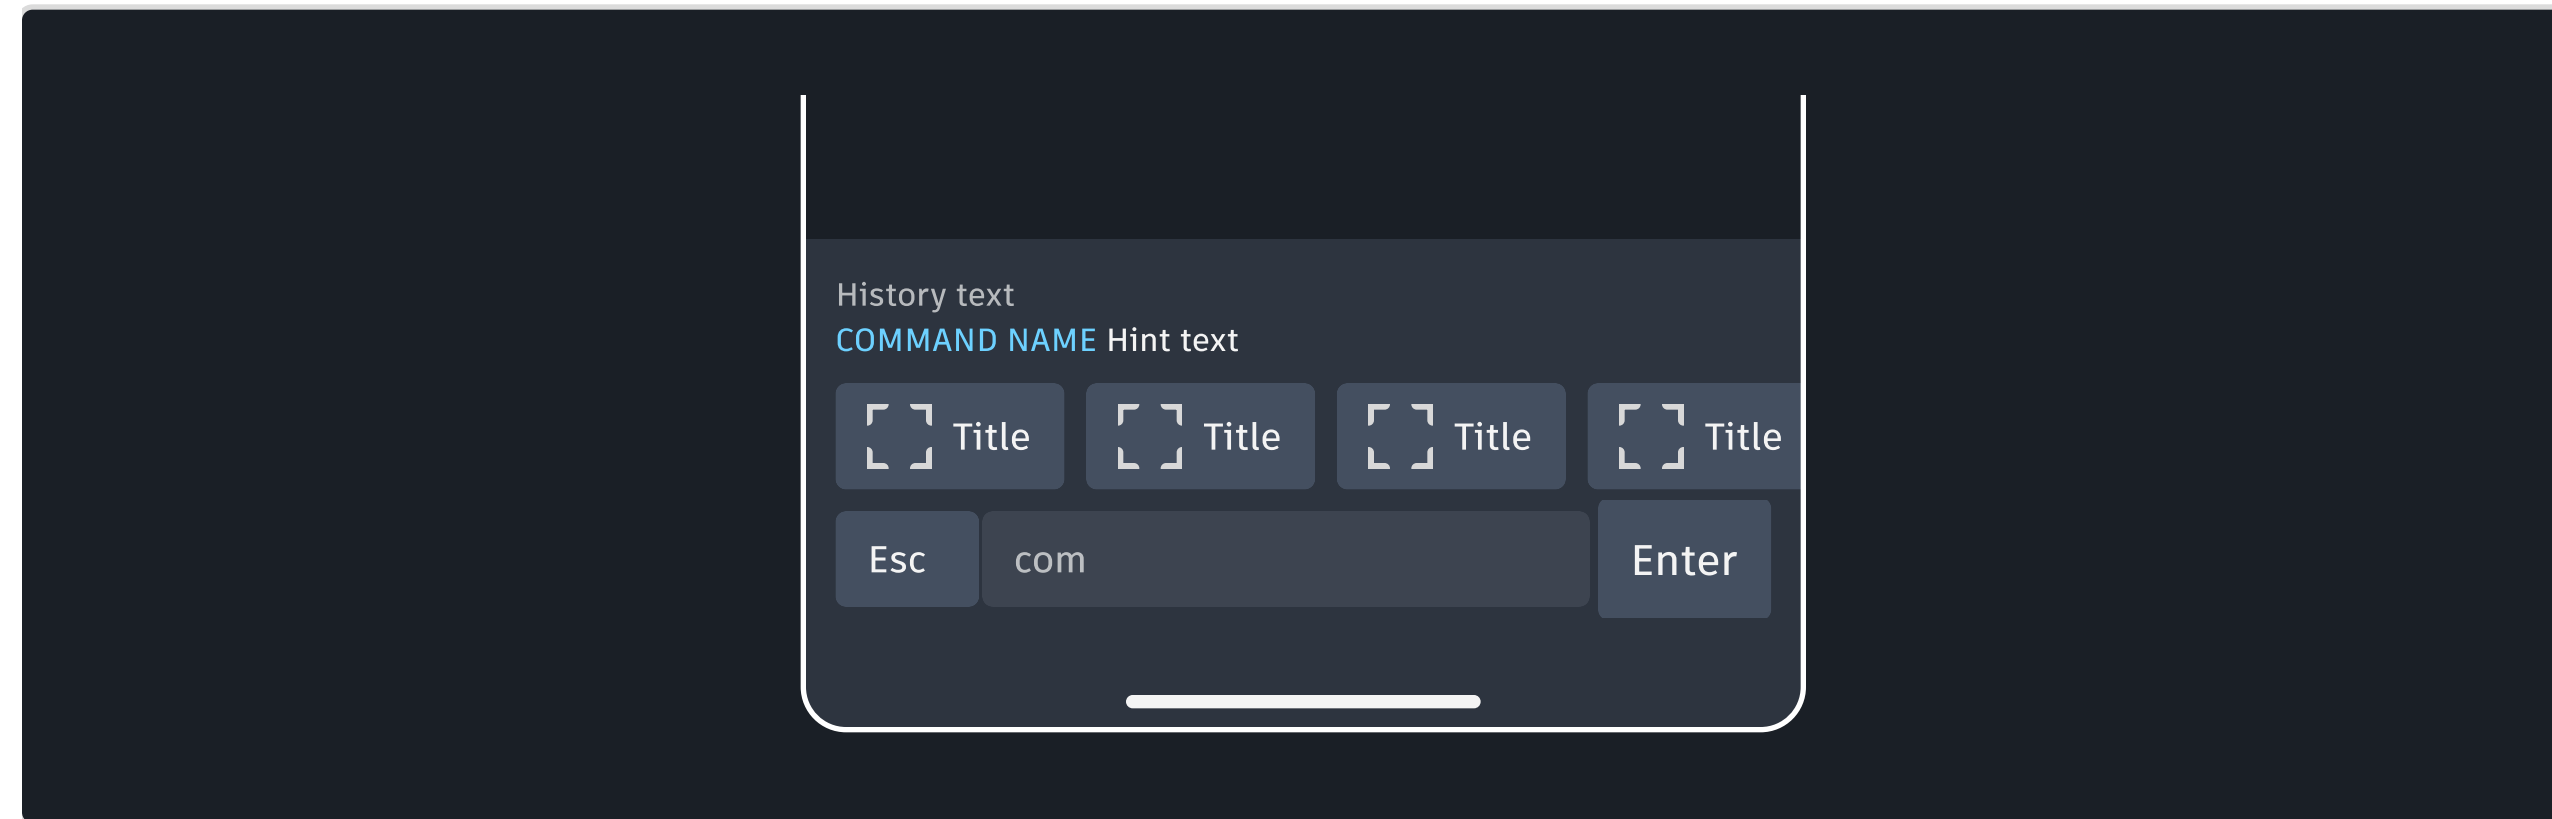 History text
COMMAND NAME Hint text
Title Title Title Title
Esc com Enter